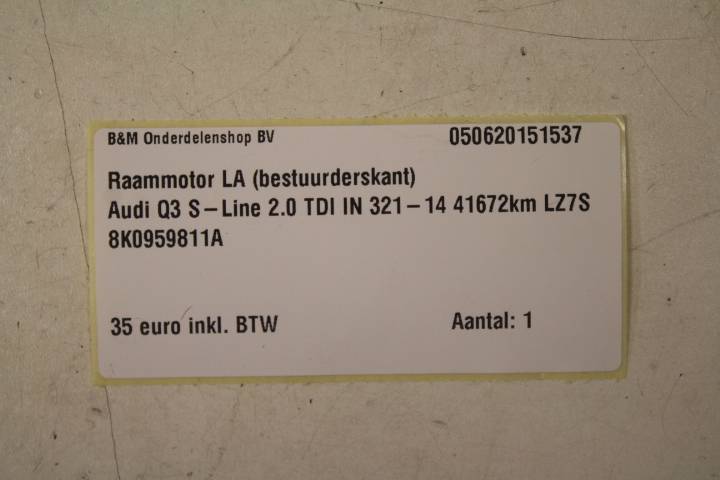 B&M Onderdelenshop BV 050620151537
Raammotor LA (bestuurderskant)
Audi Q3 S-Line 2.0 TDI IN 321-14 41672km LZ7S
8K0959811A
35 euro inkl. BTW Aantal: 1